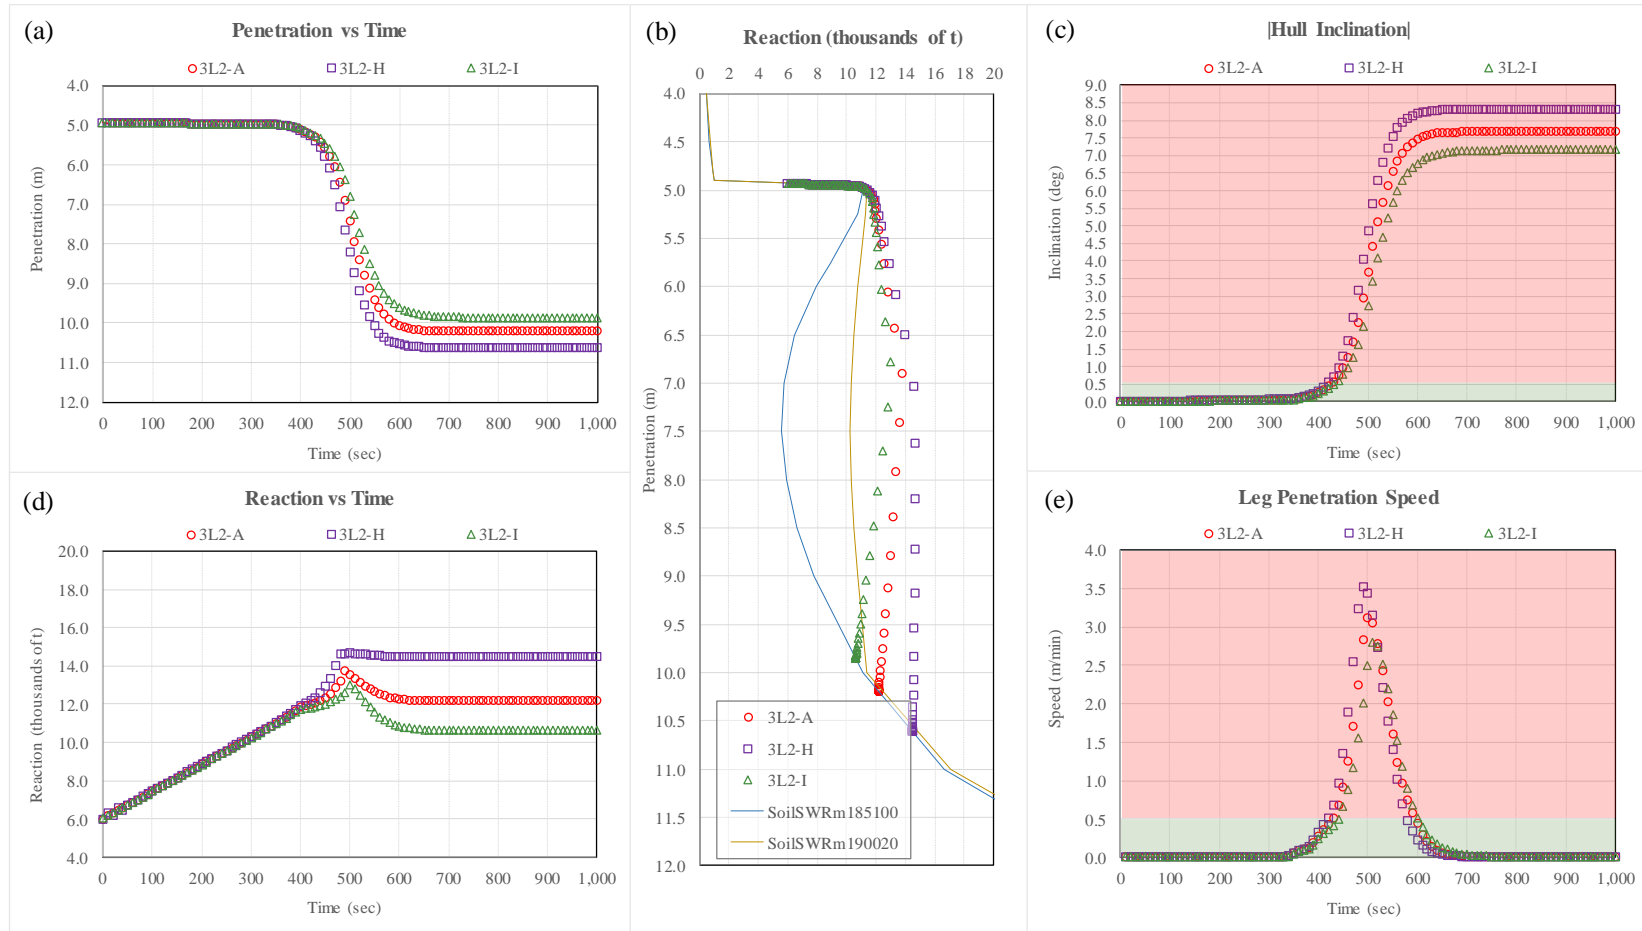 (a)
Penetration vs Time
3L2-A 3L2-H 3L2-I
4.0
5.0
6.0
7.0
8.0
9.0
10.0
11.0
12.0
Penetration (m)
0 100 200 300 400 500 600 700 800 900 1,000
Time (sec)
(b)
Reaction (thousands of t)
0 2 4 6 8 10 12 14 16 18 20
4.0
4.5
5.0
5.5
6.0
6.5
7.0
7.5
8.0
8.5
9.0
9.5
10.0
10.5
11.0
11.5
12.0
Penetration (m)
3L2-A
3L2-H
3L2-I
SoilSWRm185100
SoilSWRm190020
(c)
|Hull Inclination|
3L2-A 3L2-H 3L2-I
9.0
8.5
8.0
7.5
7.0
6.5
6.0
5.5
5.0
4.5
4.0
3.5
3.0
2.5
2.0
1.5
1.0
0.5
0.0
Inclination (deg)
0 100 200 300 400 500 600 700 800 900 1,000
Time (sec)
(d)
Reaction vs Time
3L2-A 3L2-H 3L2-I
20.0
18.0
16.0
14.0
12.0
10.0
8.0
6.0
4.0
Reaction (thousands of t)
0 100 200 300 400 500 600 700 800 900 1,000
Time (sec)
(e)
Leg Penetration Speed
3L2-A 3L2-H 3L2-I
4.0
3.5
3.0
2.5
2.0
1.5
1.0
0.5
0.0
Speed (m/min)
0 100 200 300 400 500 600 700 800 900 1,000
Time (sec)